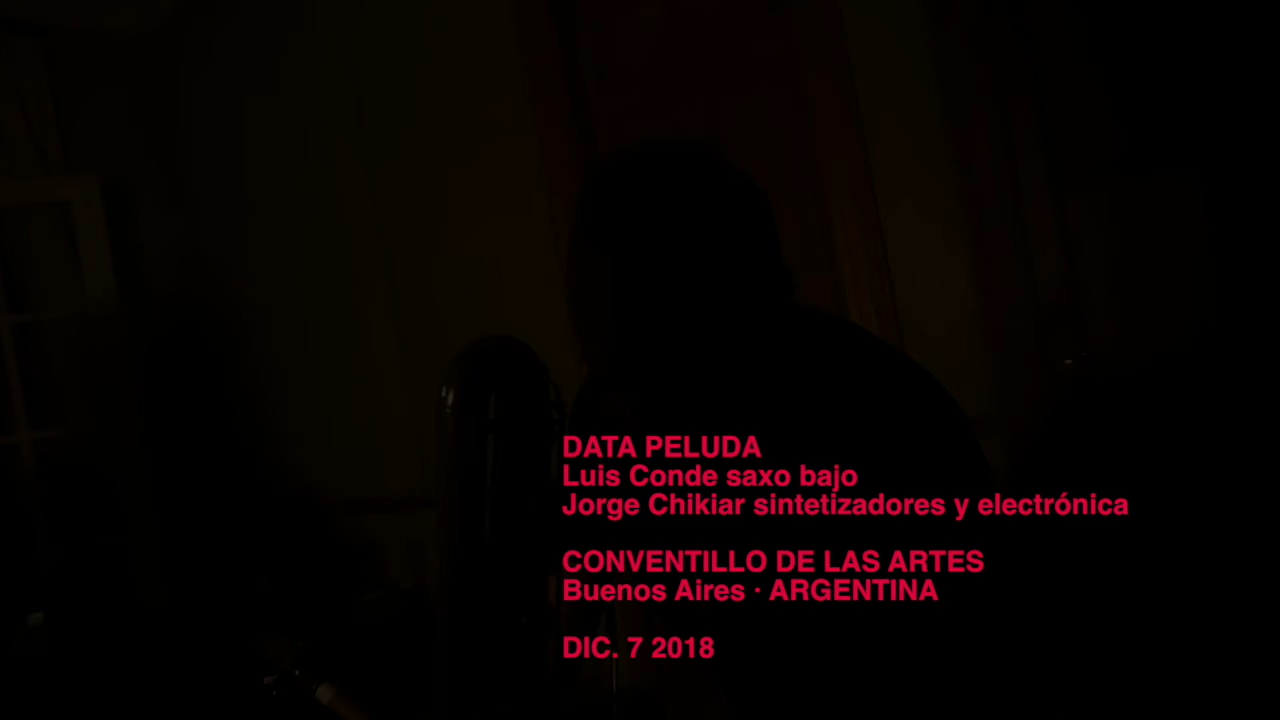 DATA PELUDA
Luis Conde saxo bajo
Jorge Chikiar sintetizadores y electrónica
CONVENTILLO DE LAS ARTES
Buenos Aires · ARGENTINA
DIC. 7 2018